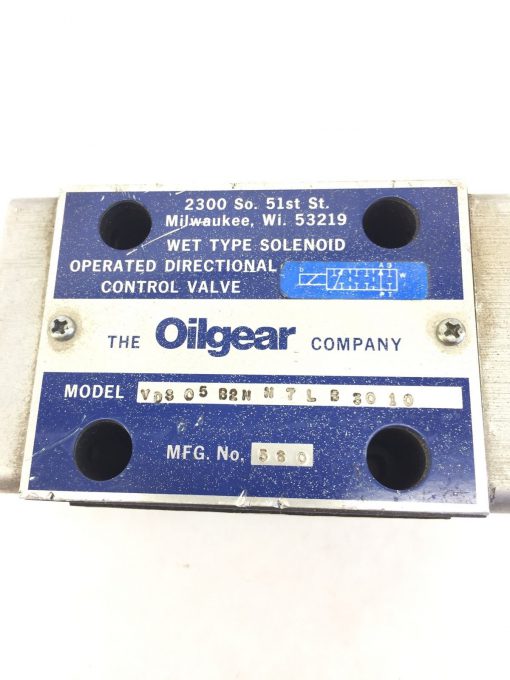 2300 So. 51st St.
Milwaukee, Wi. 53219
WET TYPE SOLENOID
OPERATED DIRECTIONAL
CONTROL VALVE
THE Oilgear COMPANY
MODEL
MFG. No. 580